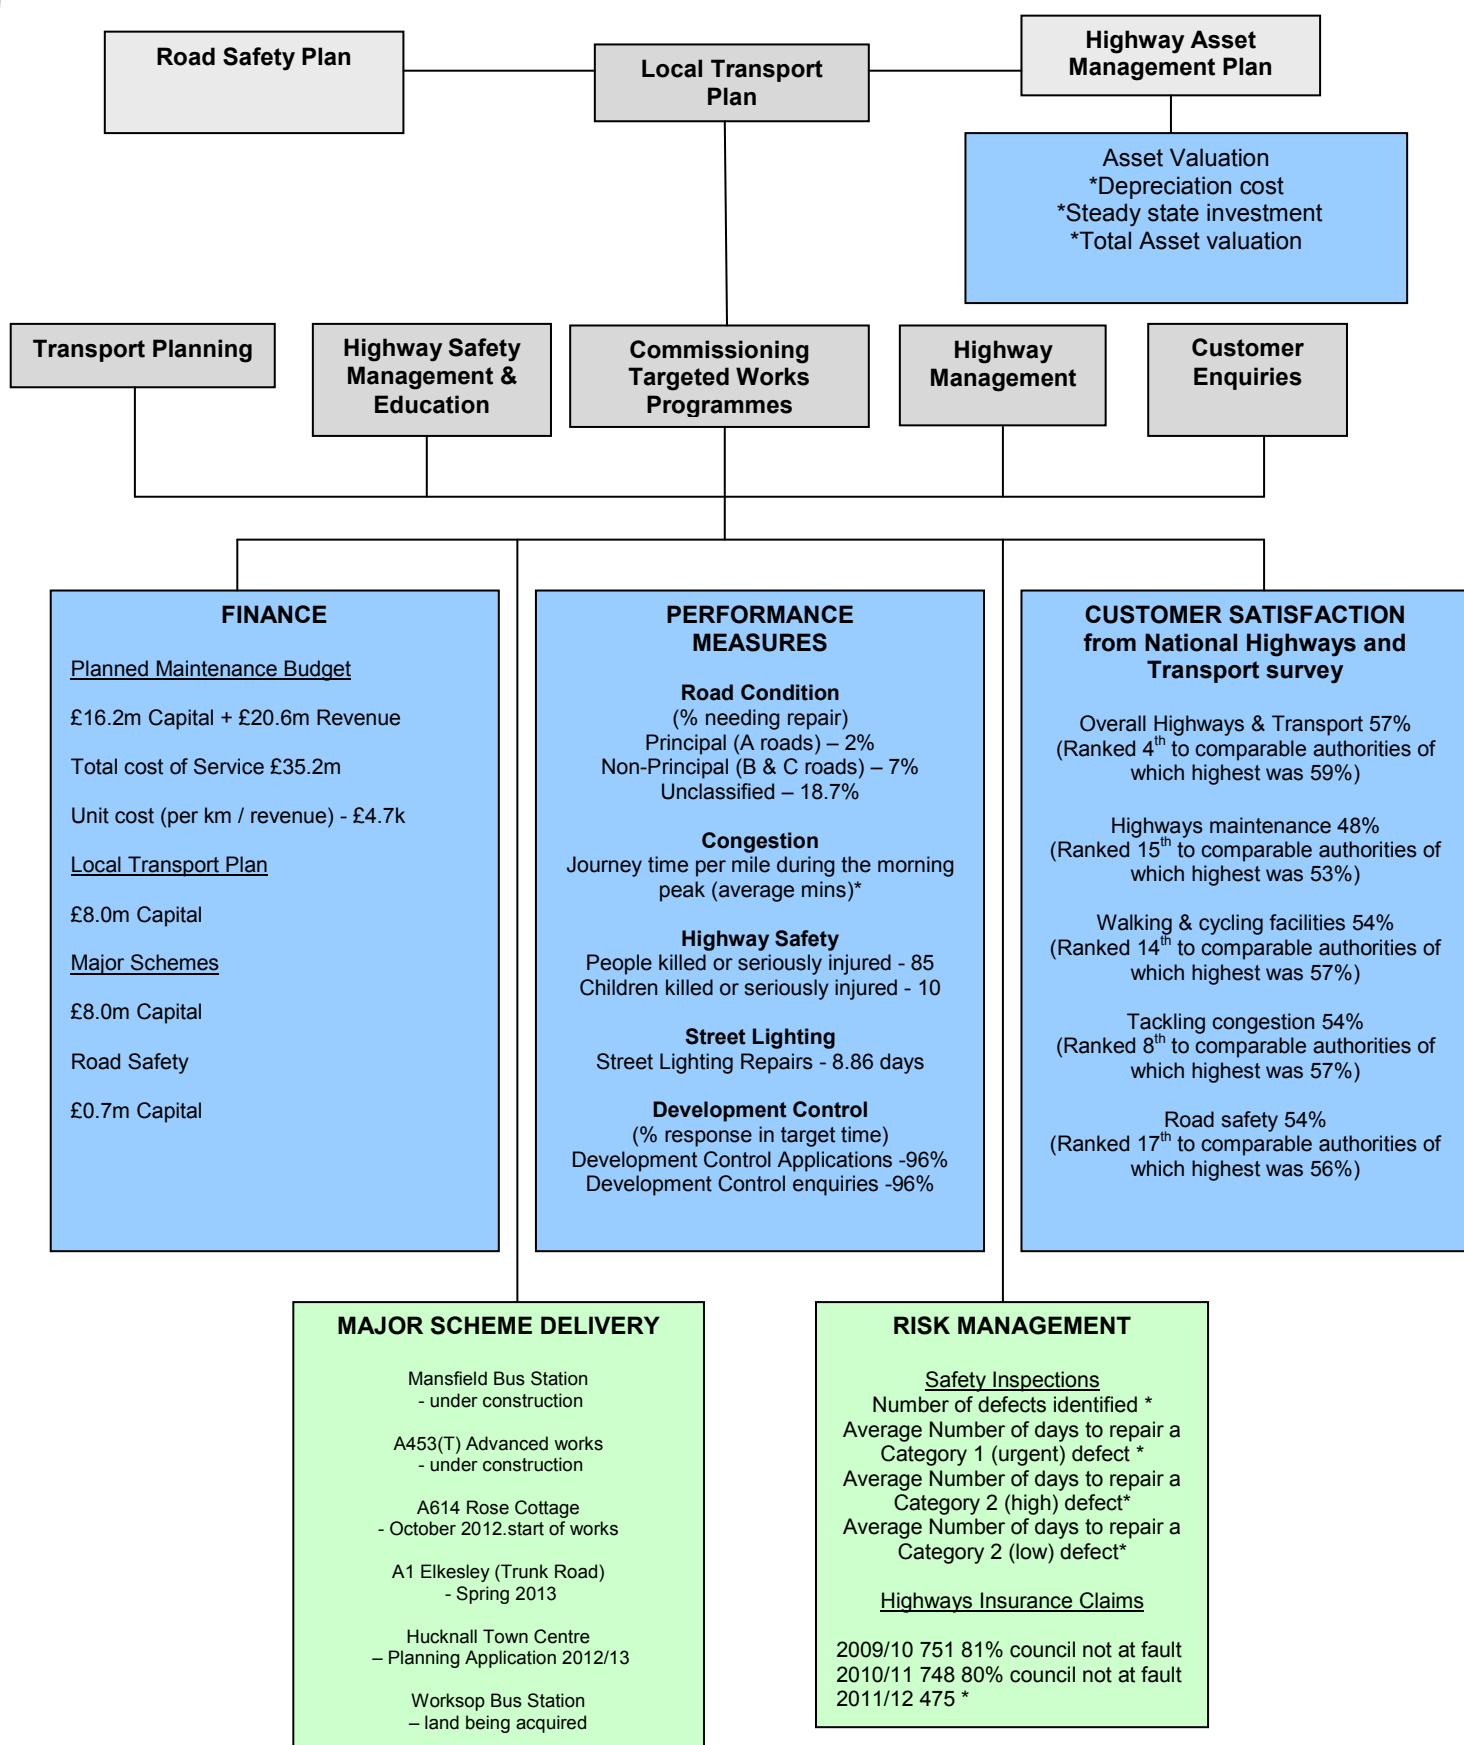 Road Safety Plan
Local Transport
Plan
Highway Asset
Management Plan
Asset Valuation
*Depreciation cost
*Steady state investment
*Total Asset valuation
Transport Planning
Highway Safety
Management &
Education
Commissioning
Targeted Works
Programmes
Highway
Management
Customer
Enquiries
FINANCE
Planned Maintenance Budget
£16.2m Capital + £20.6m Revenue
Total cost of Service £35.2m
Unit cost (per km / revenue) - £4.7k
Local Transport Plan
£8.0m Capital
Major Schemes
£8.0m Capital
Road Safety
£0.7m Capital
PERFORMANCE
MEASURES
Road Condition
(% needing repair)
Principal (A roads) – 2%
Non-Principal (B & C roads) – 7%
Unclassified – 18.7%
Congestion
Journey time per mile during the morning
peak (average mins)*
Highway Safety
People killed or seriously injured - 85
Children killed or seriously injured - 10
Street Lighting
Street Lighting Repairs - 8.86 days
Development Control
(% response in target time)
Development Control Applications -96%
Development Control enquiries -96%
CUSTOMER SATISFACTION
from National Highways and
Transport survey
Overall Highways & Transport 57%
(Ranked 4th to comparable authorities of
which highest was 59%)
Highways maintenance 48%
(Ranked 15th to comparable authorities of
which highest was 53%)
Walking & cycling facilities 54%
(Ranked 14th to comparable authorities of
which highest was 57%)
Tackling congestion 54%
(Ranked 8th to comparable authorities of
which highest was 57%)
Road safety 54%
(Ranked 17th to comparable authorities of
which highest was 56%)
MAJOR SCHEME DELIVERY
Mansfield Bus Station
- under construction
A453(T) Advanced works
- under construction
A614 Rose Cottage
- October 2012.start of works
A1 Elkesley (Trunk Road)
- Spring 2013
Hucknall Town Centre
– Planning Application 2012/13
Worksop Bus Station
– land being acquired
RISK MANAGEMENT
Safety Inspections
Number of defects identified *
Average Number of days to repair a
Category 1 (urgent) defect *
Average Number of days to repair a
Category 2 (high) defect*
Average Number of days to repair a
Category 2 (low) defect*
Highways Insurance Claims
2009/10 751 81% council not at fault
2010/11 748 80% council not at fault
2011/12 475 *